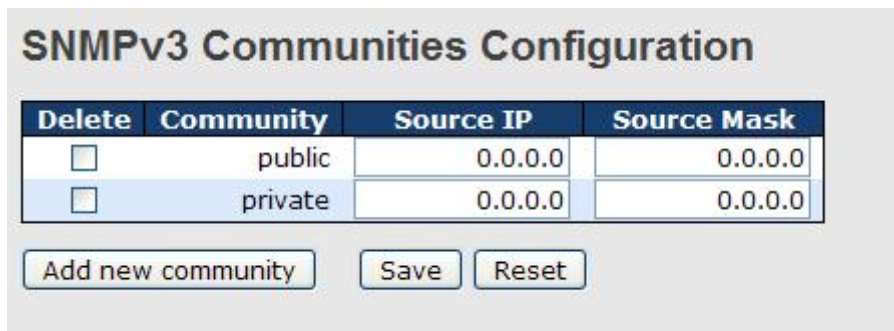 SNMPv3 Communities Configuration
Delete Community Source IP Source Mask
public 0.0.0.0 0.0.0.0
private 0.0.0.0 0.0.0.0
Add new community Save Reset